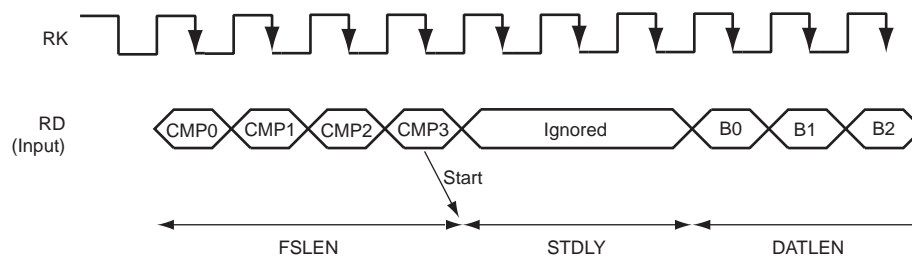 RK
RD
(Input)
CMP0 CMP1 CMP2 CMP3 Ignored B0 B1 B2
Start
FSLEN STDLY DATLEN